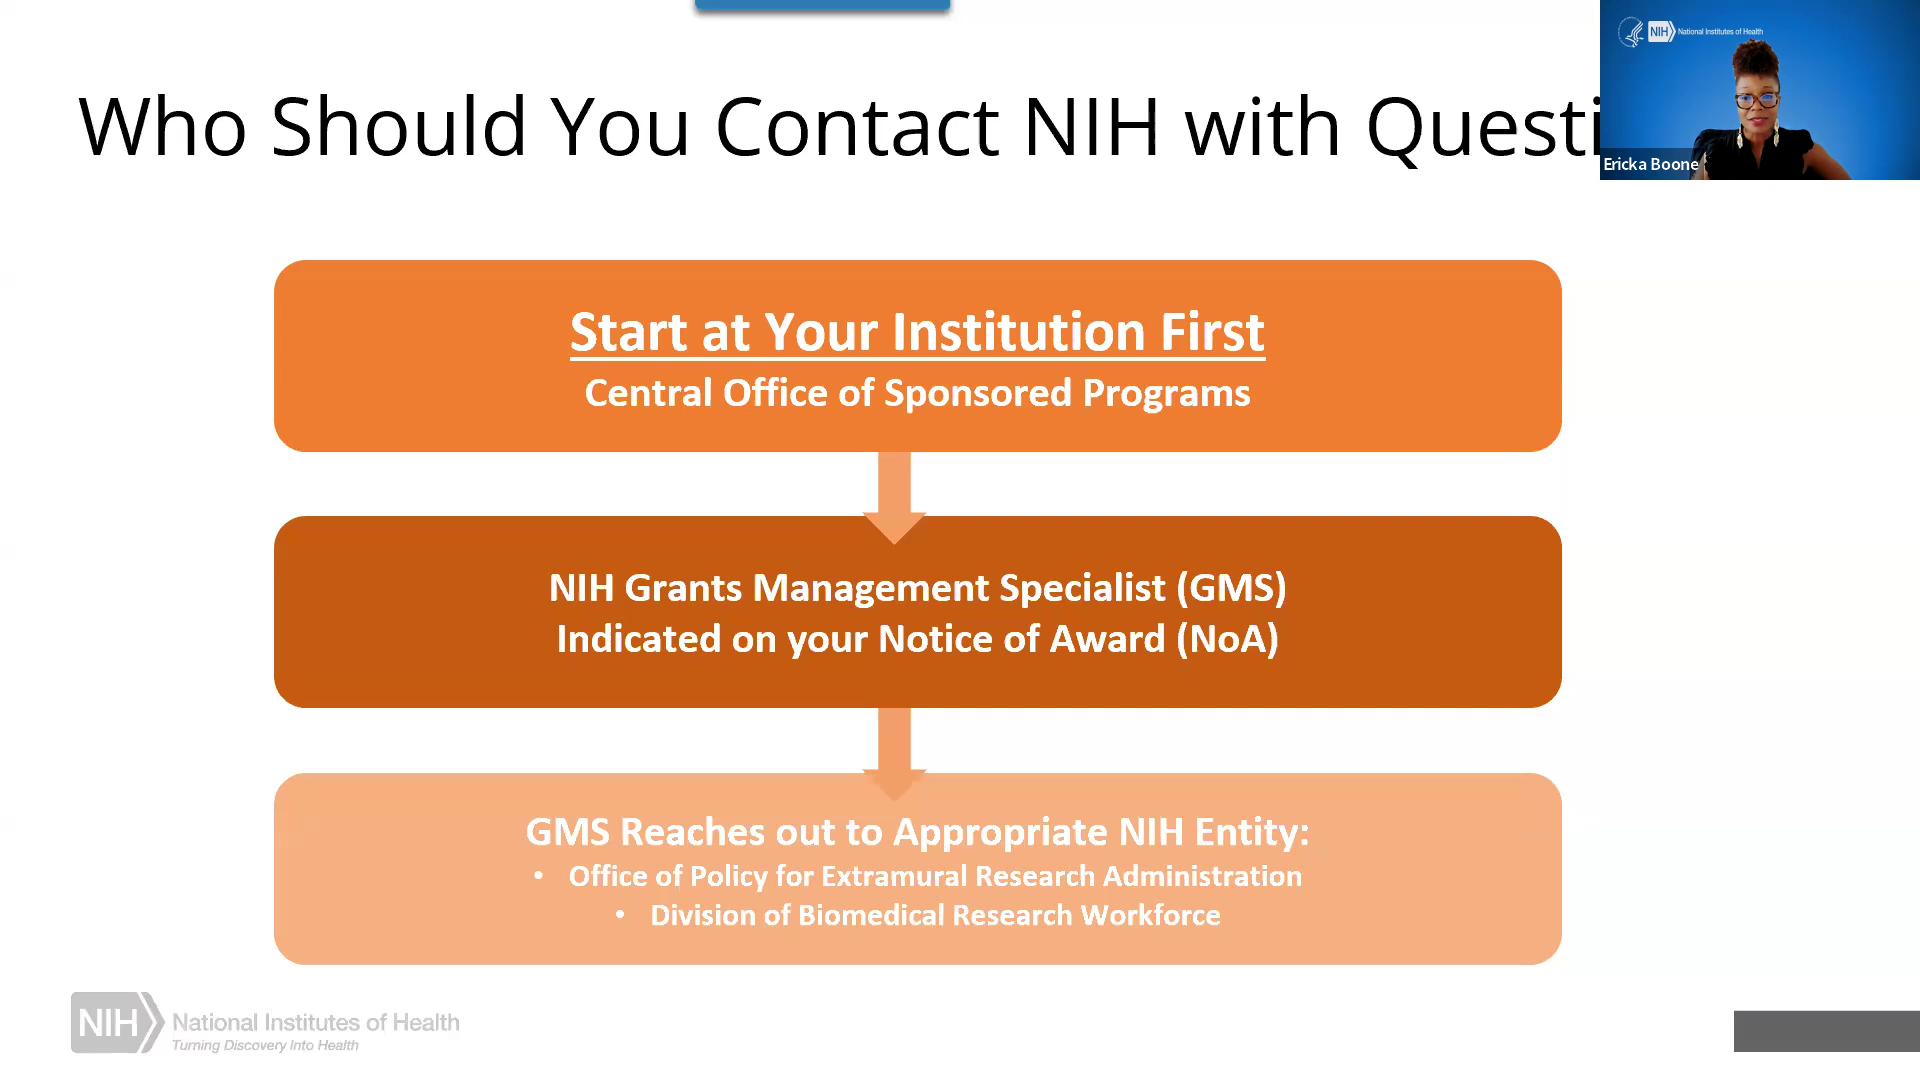 NIH National Institutes of Health
Who Should You Contact NIH with Questi
Ericka Boone
Start at Your Institution First
Central Office of Sponsored Programs
NIH Grants Management Specialist (GMS)
Indicated on your Notice of Award (NoA)
GMS Reaches out to Appropriate NIH Entity:
• Office of Policy for Extramural Research Administration
• Division of Biomedical Research Workforce
NIH National Institutes of Health
Turning Discovery Into Health